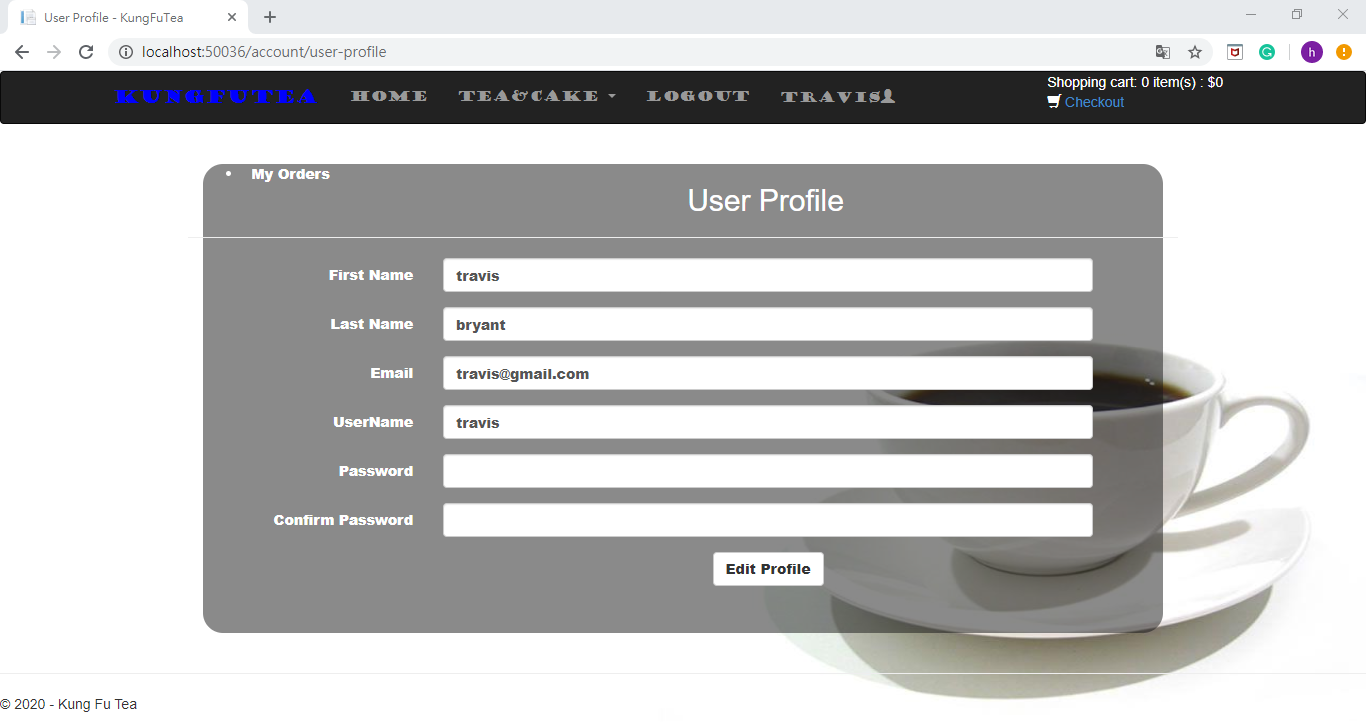 User Profile - KungFuTea
localhost:50036/account/user-profile
h
KUNGFUTEA HOME TEA&CAKE LOGOUT TRAVIS
Shopping cart: 0 item(s) : $0
Checkout
My Orders
User Profile
First Name travis
Last Name bryant
Email travis@gmail.com
UserName travis
Password
Confirm Password
Edit Profile
© 2020 - Kung Fu Tea